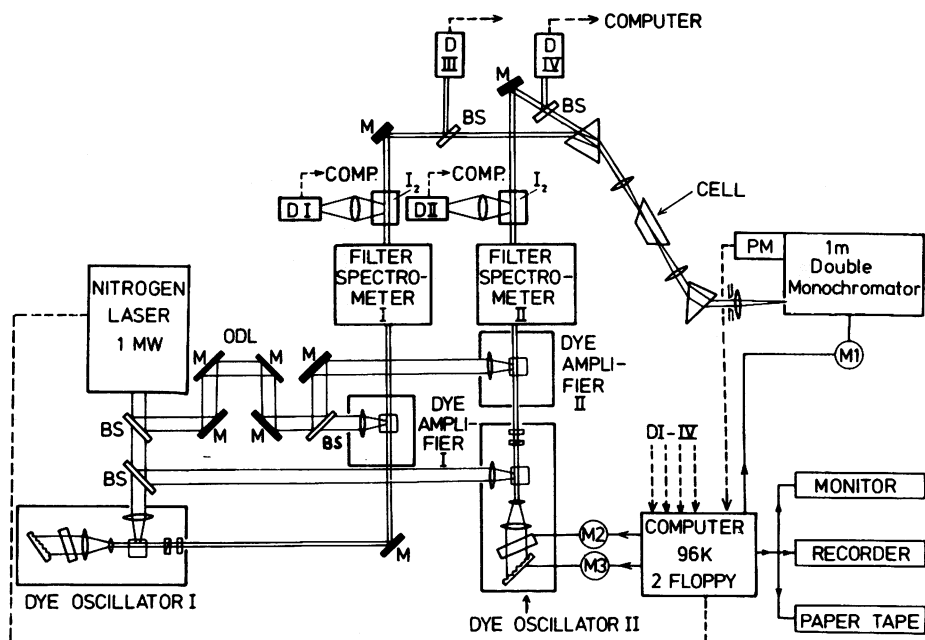 D
III
COMPUTER
D
IV
M
BS
BS
M
COMP.
I2
COMP.
I2
D I
D II
CELL
FILTER
SPECTRO-
METER
I
FILTER
SPECTRO-
METER
II
PM
1m
Double
Monochromator
NITROGEN
LASER
1 MW
M
ODL
M
DYE
AMPLI-
FIER
II
M1
BS
M
M
BS
DYE
AMPLI-
FIER
I
DI-IV
BS
MONITOR
COMPUTER
96K
2 FLOPPY
M2
M3
RECORDER
M
DYE OSCILLATOR I
DYE OSCILLATOR II
PAPER TAPE